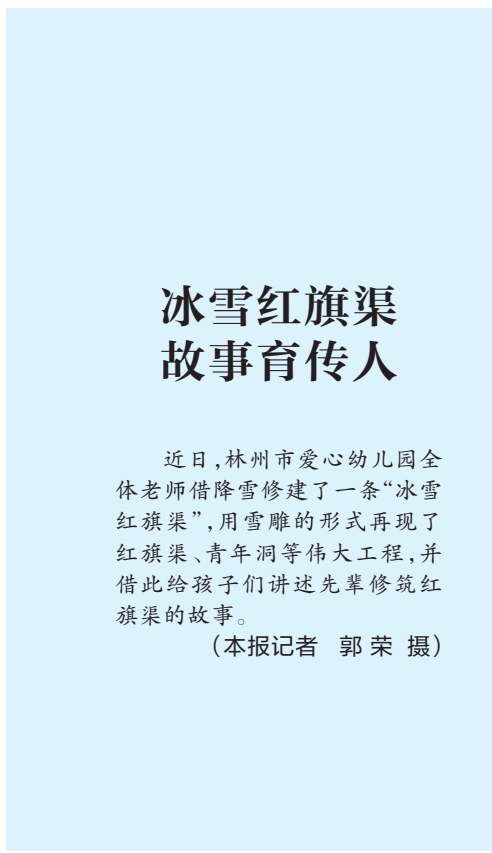 冰雪红旗渠
故事育传人
近日,林州市爱心幼儿园全
体老师借降雪修建了一条“冰雪
红旗渠”,用雪雕的形式再现了
红旗渠、青年洞等伟大工程,并
借此给孩子们讲述先辈修筑红
旗渠的故事。
（本报记者 郭荣 摄）